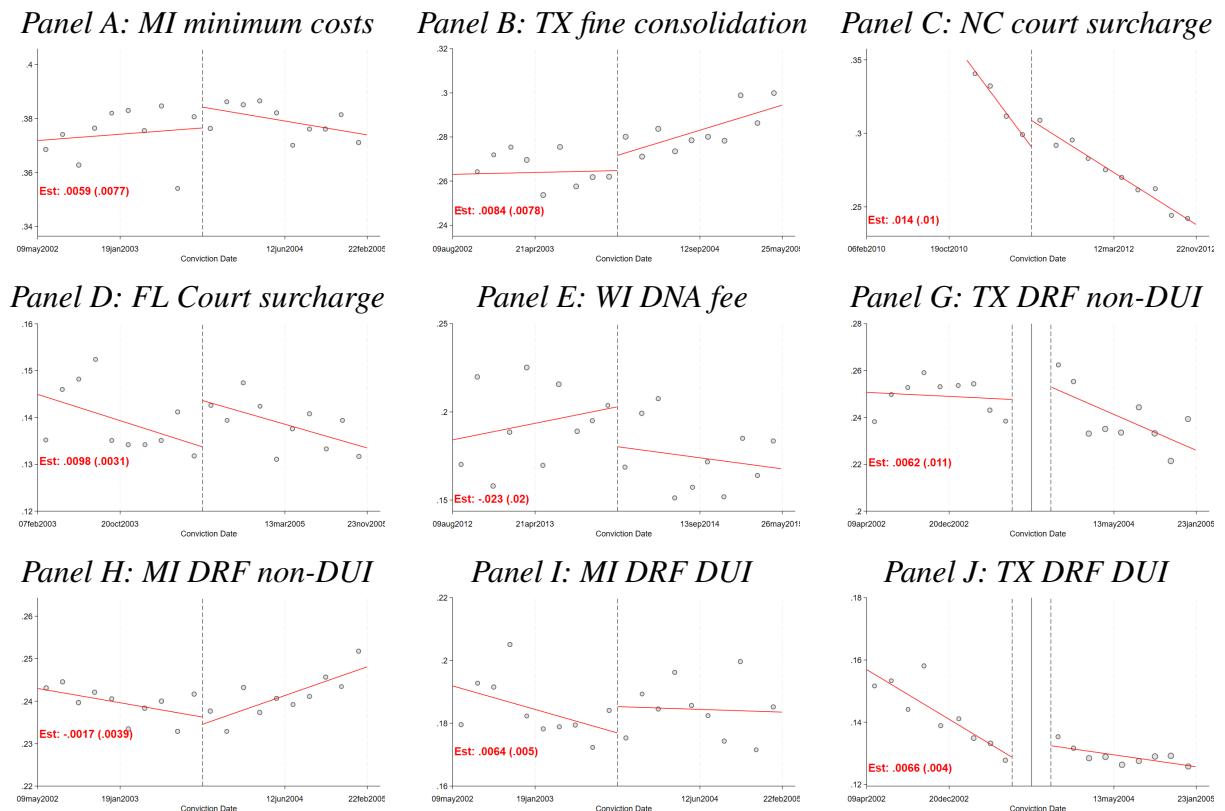 Panel A: MI minimum costs
.4
.38
.36
.34
Est: .0059 (.0077)
09may2002
19jan2003
12jun2004
22feb2005
Conviction Date
Panel B: TX fine consolidation
.32
.3
.28
.26
.24
Est: .0084 (.0078)
09aug2002
21apr2003
12sep2004
25may2005
Conviction Date
Panel C: NC court surcharge
.35
.3
.25
Est: .014 (.01)
06feb2010
19oct2010
12mar2012
22nov2012
Conviction Date
Panel D: FL Court surcharge
.16
.15
.14
.13
.12
Est: .0098 (.0031)
07feb2003
20oct2003
13mar2005
23nov2005
Conviction Date
Panel E: WI DNA fee
.25
.2
.15
Est: -.023 (.02)
09aug2012
21apr2013
13sep2014
26may2015
Conviction Date
Panel G: TX DRF non-DUI
.28
.26
.24
.22
.2
Est: .0062 (.011)
09apr2002
20dec2002
13may2004
23jan2005
Conviction Date
Panel H: MI DRF non-DUI
.26
.25
.24
.23
.22
Est: -.0017 (.0039)
09may2002
19jan2003
12jun2004
22feb2005
Conviction Date
Panel I: MI DRF DUI
.22
.2
.18
.16
Est: .0064 (.005)
09may2002
19jan2003
12jun2004
22feb2005
Conviction Date
Panel J: TX DRF DUI
.16
.14
.12
Est: .0066 (.004)
09apr2002
20dec2002
13may2004
23jan2005
Conviction Date